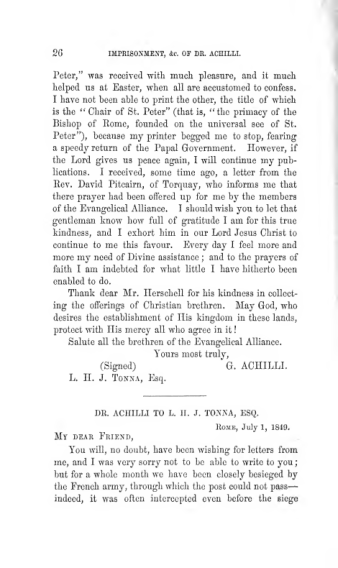 26 IMPRISONMENT, &c. OF DR. ACHILLI.
Peter," was received with much pleasure, and it much
helped us at Easter, when all are accustomed to confess.
I have not been able to print the other, the title of which
is the "Chair of St. Peter" (that is, "the primacy of the
Bishop of Rome, founded on the universal see of St.
Peter"), because my printer begged me to stop, fearing
a speedy return of the Papal Government. However, if
the Lord gives us peace again, I will continue my pub-
lications. I received, some time ago, a letter from the
Rev. David Pitcairn, of Torquay, who informs me that
there prayer had been offered up for me by the members
of the Evangelical Alliance. I should wish you to let that
gentleman know how full of gratitude I am for this true
kindness, and I exhort him in our Lord Jesus Christ to
continue to me this favour. Every day I feel more and
more my need of Divine assistance; and to the prayers of
faith I am indebted for what little I have hitherto been
enabled to do.
Thank dear Mr. Herschell for his kindness in collect-
ing the offerings of Christian brethren. May God, who
desires the establishment of His kingdom in these lands,
protect with His mercy all who agree in it!
Salute all the brethren of the Evangelical Alliance.
Yours most truly,
(Signed) G. ACHILLI.
L. H. J. TONNA, Esq.
DR. ACHILLI TO L. H. J. TONNA, ESQ.
ROME, July 1, 1849.
MY DEAR FRIEND,
You will, no doubt, have been wishing for letters from
me, and I was very sorry not to be able to write to you;
but for a whole month we have been closely besieged by
the French army, through which the post could not pass—
indeed, it was often intercepted even before the siege